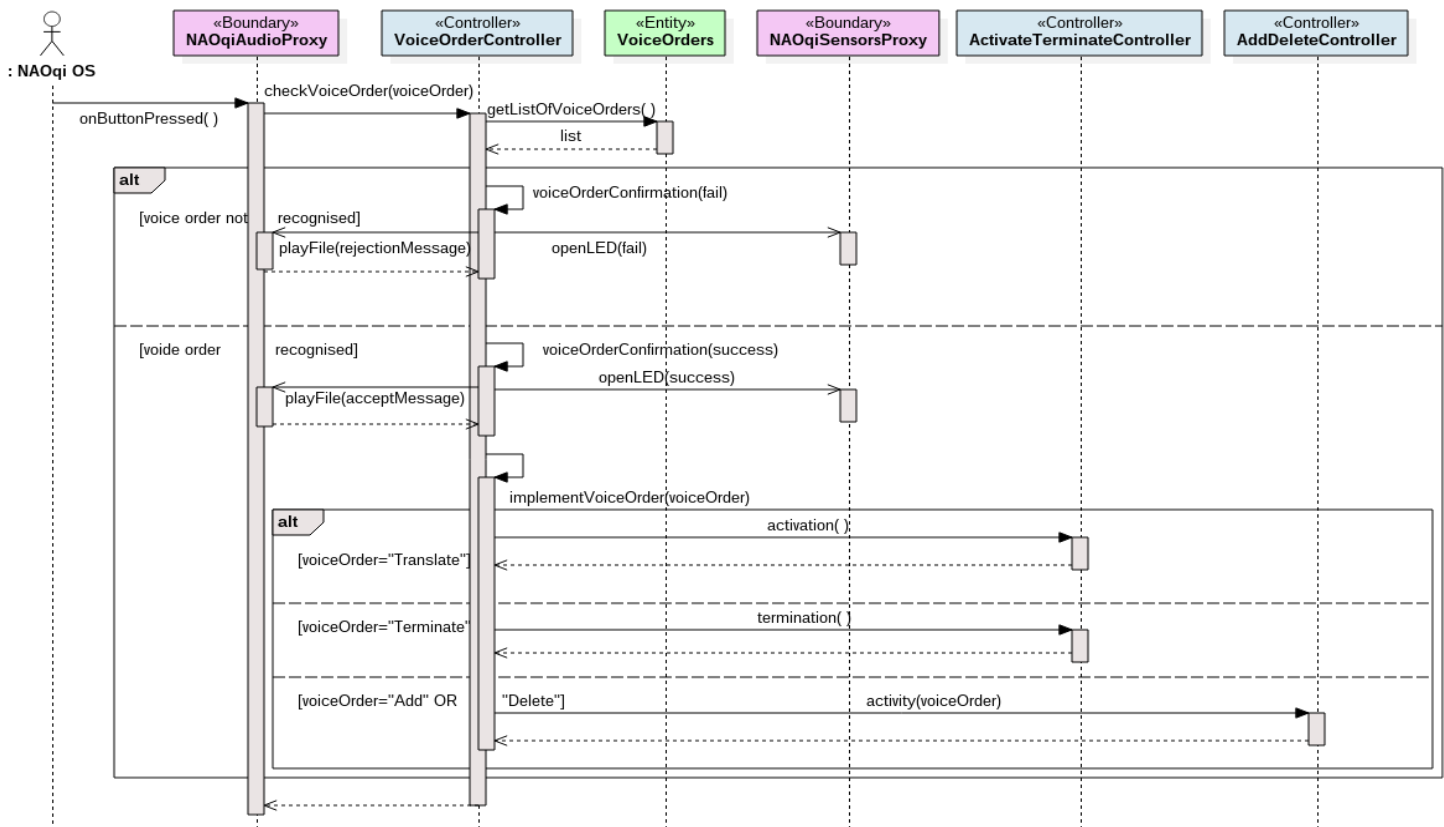 «Boundary»
NAOqiAudioProxy
«Controller»
VoiceOrderController
«Entity»
VoiceOrders
«Boundary»
NAOqiSensorsProxy
«Controller»
ActivateTerminateController
«Controller»
AddDeleteController
: NAOqi OS
checkVoiceOrder(voiceOrder)
onButtonPressed( )
getListOfVoiceOrders( )
list
alt
voiceOrderConfirmation(fail)
[voice order not recognised]
playFile(rejectionMessage)
openLED(fail)
[voide order recognised]
voiceOrderConfirmation(success)
openLED(success)
playFile(acceptMessage)
implementVoiceOrder(voiceOrder)
alt
activation( )
[voiceOrder="Translate"]
termination( )
[voiceOrder="Terminate"
[voiceOrder="Add" OR "Delete"]
activity(voiceOrder)